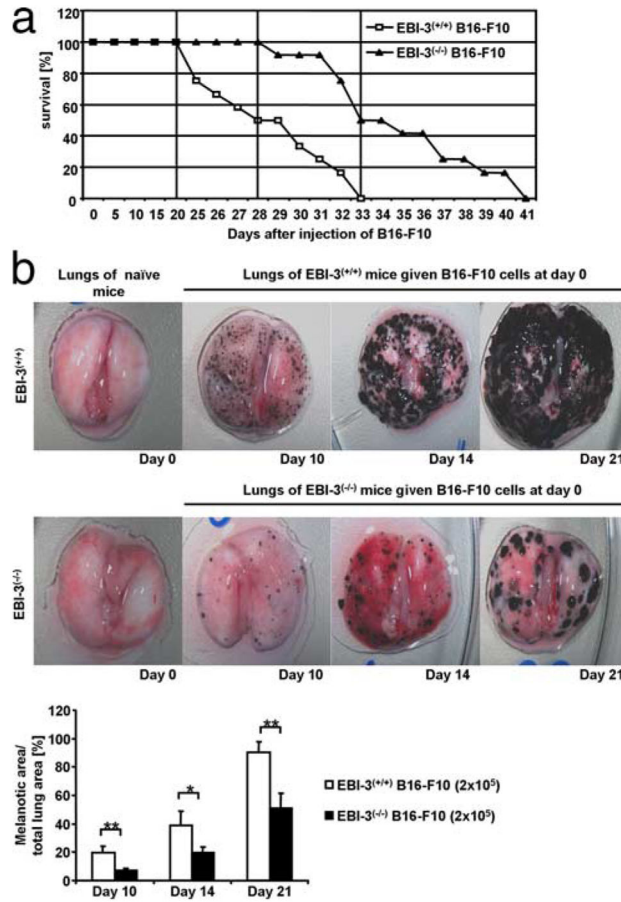 a
EBI-3(+/+) B16-F10
EBI-3(-/-) B16-F10
survival [%]
120
100
80
60
40
20
0
0 5 10 15 20 25 26 27 28 29 30 31 32 33 34 35 36 37 38 39 40 41
Days after injection of B16-F10
b
Lungs of naïve mice
Lungs of EBI-3(+/+) mice given B16-F10 cells at day 0
EBI-3(+/+)
Day 0 Day 10 Day 14 Day 21
Lungs of EBI-3(-/-) mice given B16-F10 cells at day 0
EBI-3(-/-)
Day 0 Day 10 Day 14 Day 21
Melanotic area/
total lung area [%]
120
100
80
60
40
20
0
**
*
**
Day 10 Day 14 Day 21
EBI-3(+/+) B16-F10 (2x10⁵)
EBI-3(-/-) B16-F10 (2x10⁵)